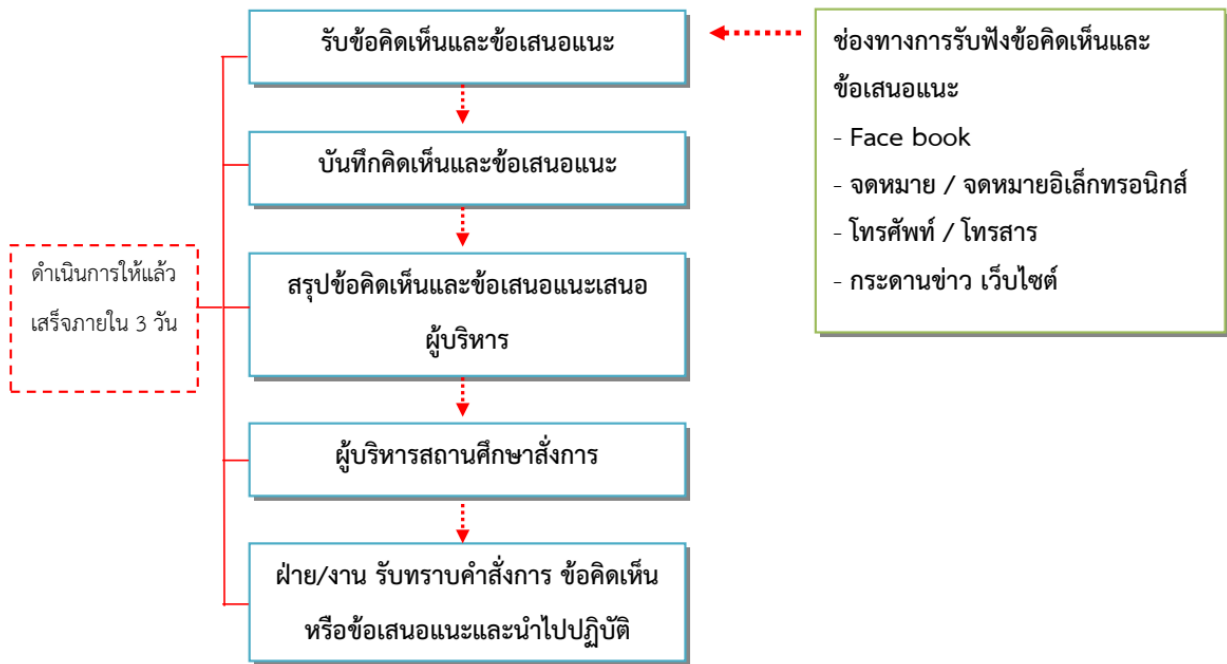 รับข้อคิดเห็นและข้อเสนอแนะ
บันทึกคิดเห็นและข้อเสนอแนะ
สรุปข้อคิดเห็นและข้อเสนอแนะเสนอ
ผู้บริหาร
ผู้บริหารสถานศึกษาสั่งการ
ฝ่าย/งาน รับทราบคำสั่งการ ข้อคิดเห็น
หรือข้อเสนอแนะและนำไปปฏิบัติ
ดำเนินการให้แล้ว
เสร็จภายใน 3 วัน
ช่องทางการรับฟังข้อคิดเห็นและ
ข้อเสนอแนะ
- Face book
- จดหมาย / จดหมายอิเล็กทรอนิกส์
- โทรศัพท์ / โทรสาร
- กระดานข่าว เว็บไซต์